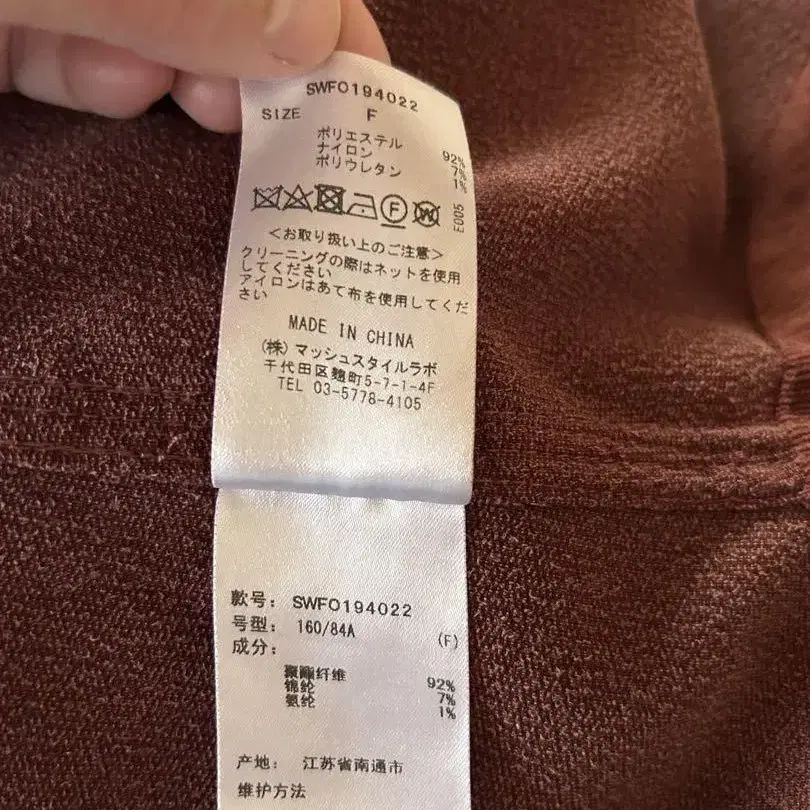 SWFO194022
SIZE F
ポリエステル 92%
ナイロン 7%
ポリウレタン 1%
F W E005
<お取り扱い上のご注意>
クリーニングの際はネットを使用
してください
アイロンはあて布を使用してくだ
さい
MADE IN CHINA
(株)マッシュスタイルラボ
千代田区麹町5-7-1-4F
TEL 03-5778-4105
款号: SWFO194022
号型: 160/84A (F)
成分:
聚酯纤维 92%
锦纶 7%
氨纶 1%
产地: 江苏省南通市
维护方法